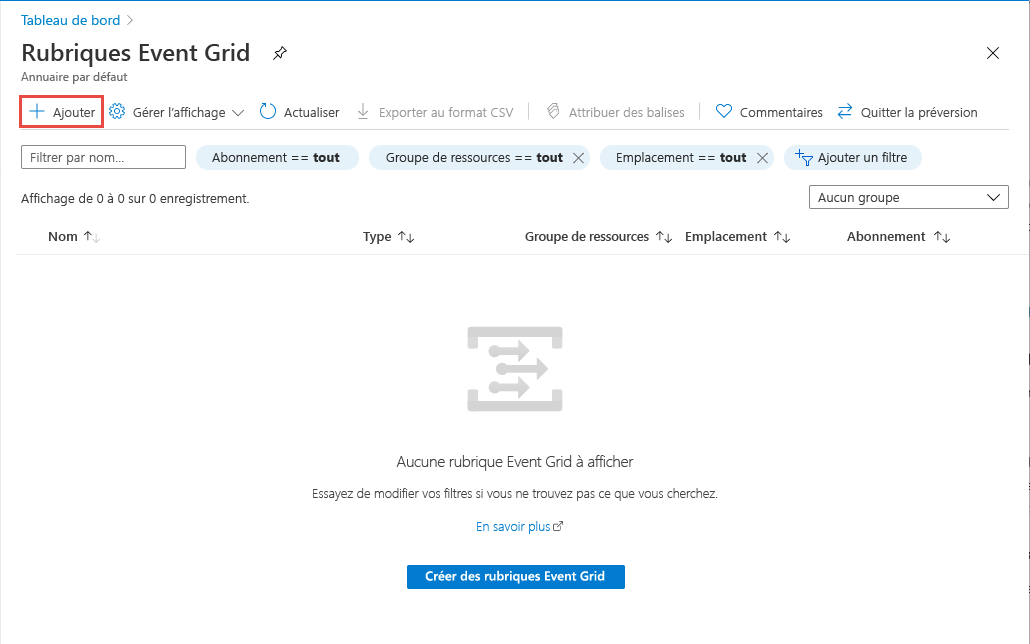 Tableau de bord
Rubriques Event Grid
Annuaire par défaut
Ajouter Gérer l'affichage Actualiser Exporter au format CSV Attribuer des balises Commentaires Quitter la préversion
Filtrer par nom... Abonnement == tout Groupe de ressources == tout Emplacement == tout Ajouter un filtre
Affichage de 0 à 0 sur 0 enregistrement. Aucun groupe
Nom Type Groupe de ressources Emplacement Abonnement
Aucune rubrique Event Grid à afficher
Essayez de modifier vos filtres si vous ne trouvez pas ce que vous cherchez.
En savoir plus
Créer des rubriques Event Grid